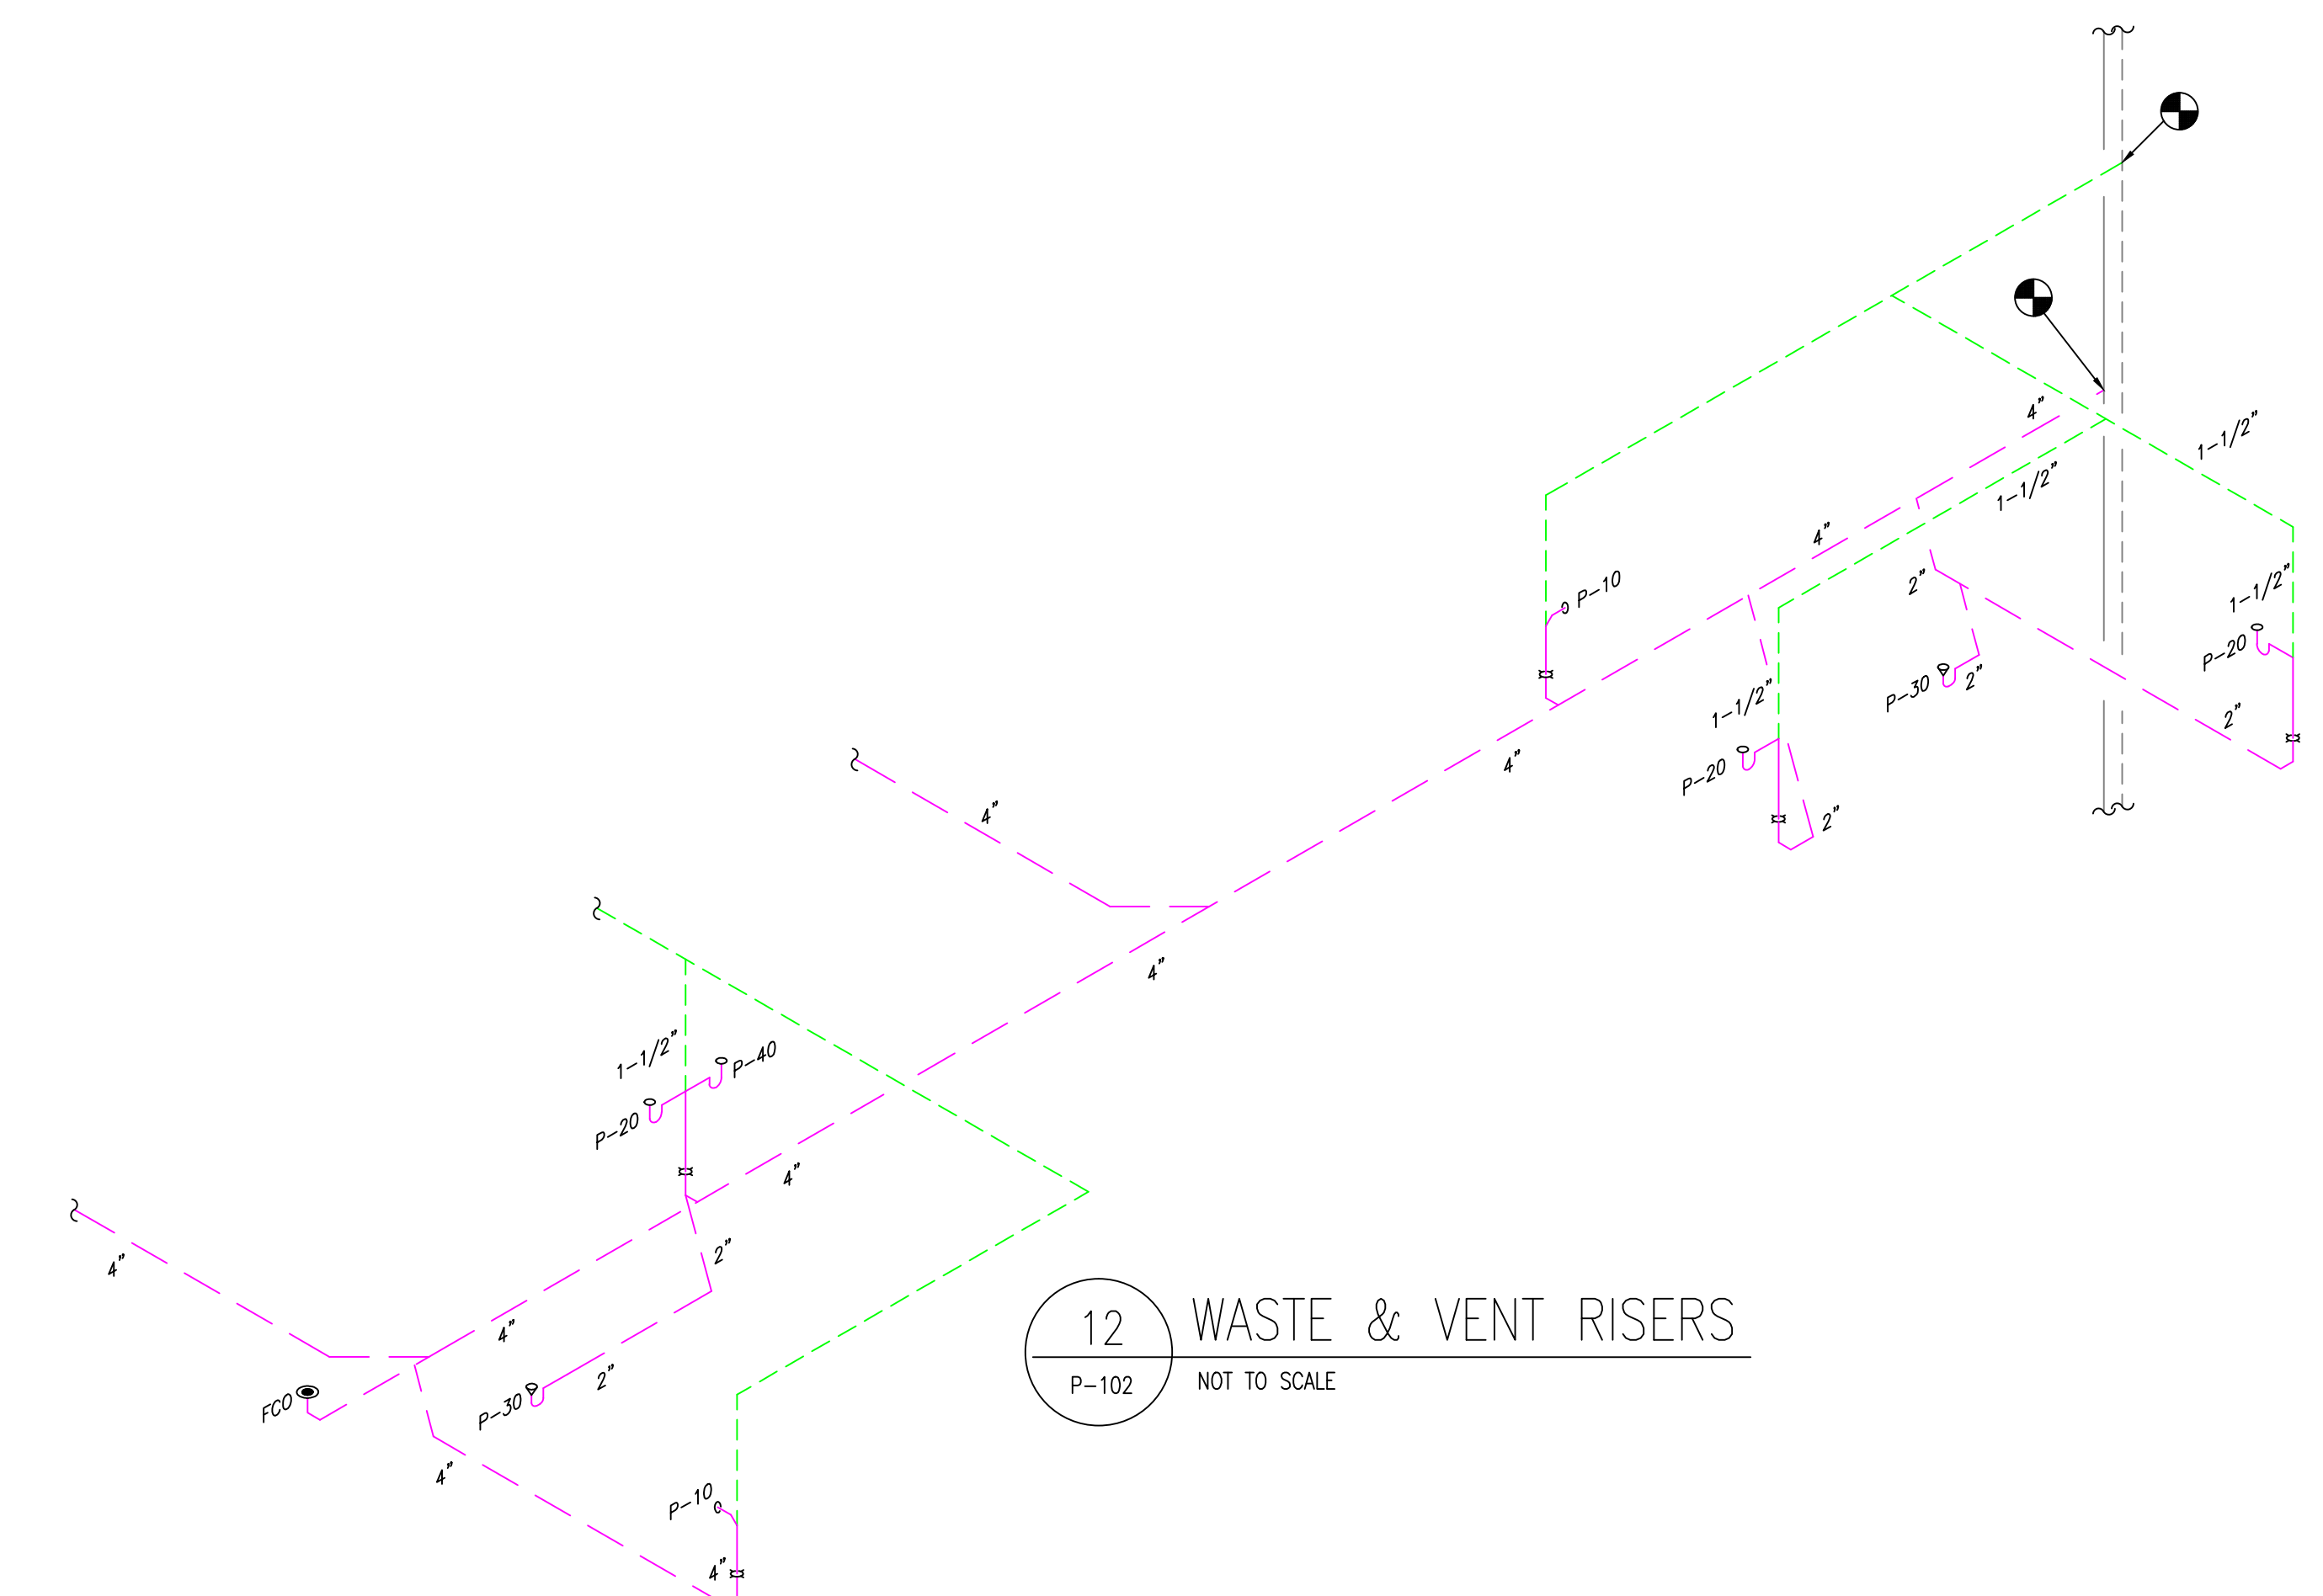 4"
1-1/2"
1-1/2"
4"
P-10
2"
1-1/2"
P-20
P-30
2"
1-1/2"
2"
P-20
4"
2"
4"
4"
1-1/2"
P-40
P-20
4"
2"
4"
4"
2"
FCO
P-30
12
WASTE & VENT RISERS
P-102
NOT TO SCALE
4"
P-10
4"